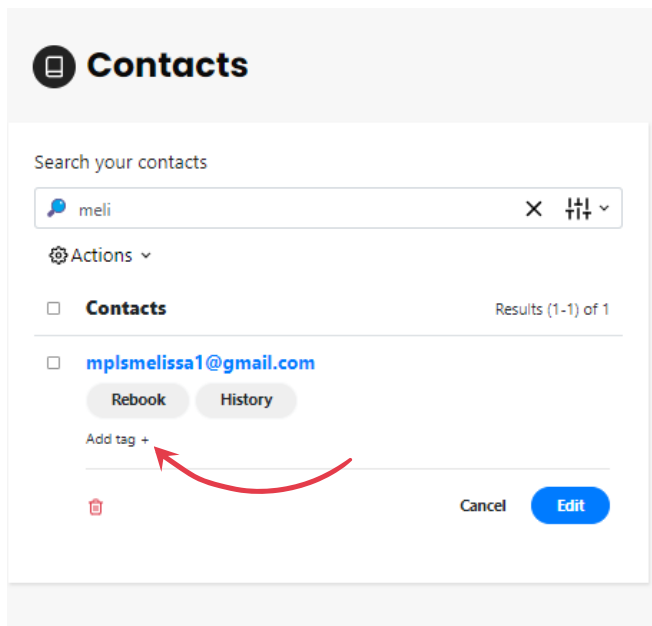 Contacts
Search your contacts
meli
Actions
Contacts Results (1-1) of 1
mplsmelissa1@gmail.com
Rebook History
Add tag +
Cancel Edit